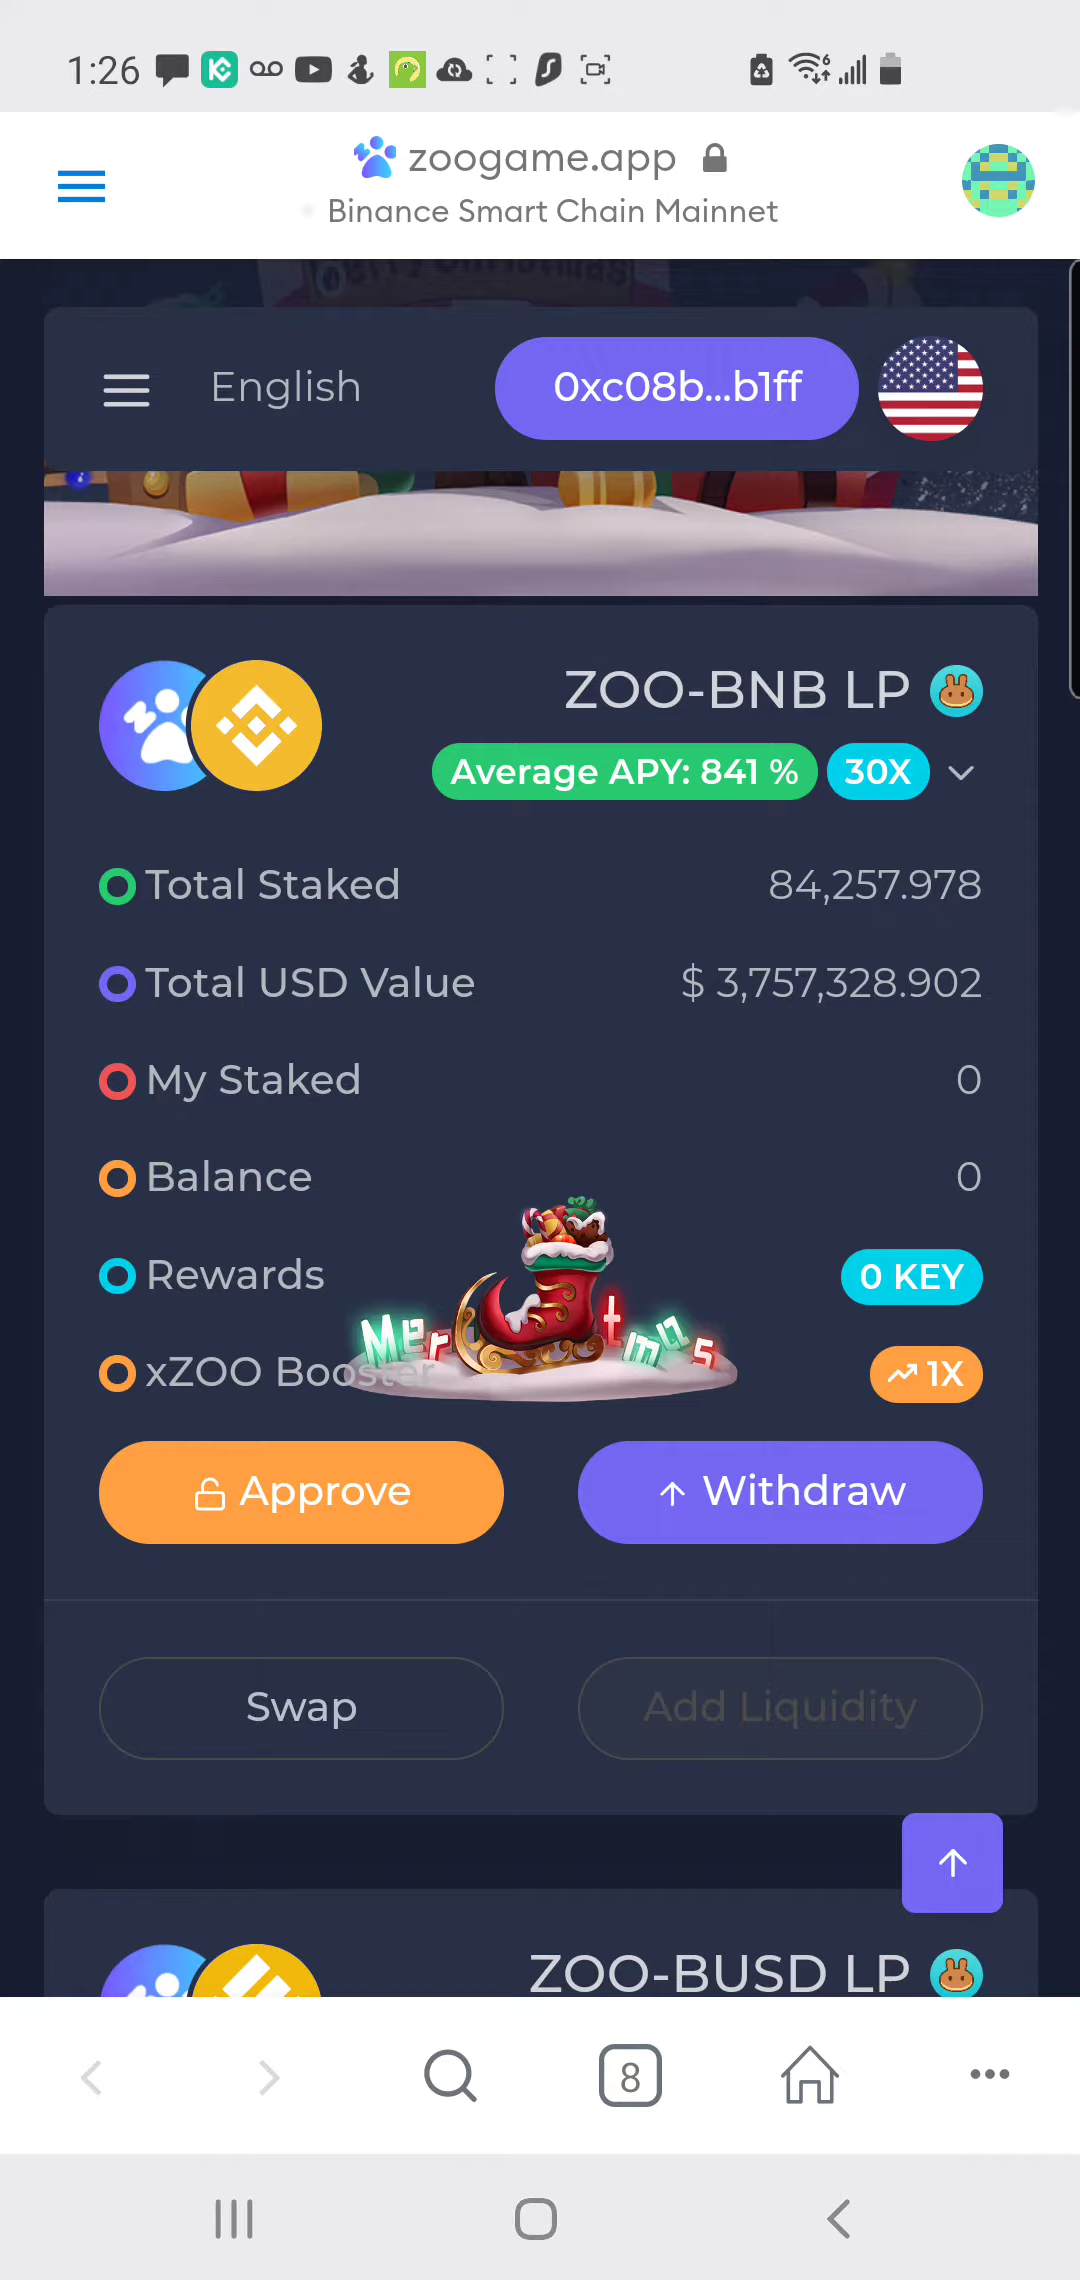 1:26
zoogame.app
Binance Smart Chain Mainnet
English
0xc08b...b1ff
ZOO-BNB LP
Average APY: 841 %
30X
Total Staked
84,257.978
Total USD Value
$ 3,757,328.902
My Staked
0
Balance
0
Rewards
0 KEY
xZOO Booster
1X
Approve
Withdraw
Swap
Add Liquidity
ZOO-BUSD LP
8